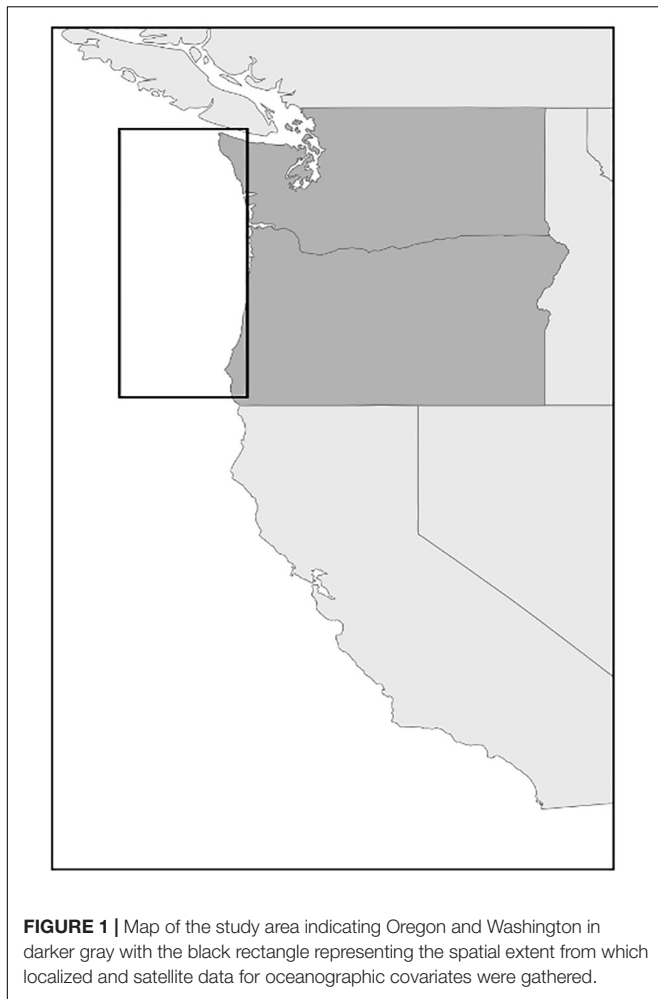 FIGURE 1 | Map of the study area indicating Oregon and Washington in
darker gray with the black rectangle representing the spatial extent from which
localized and satellite data for oceanographic covariates were gathered.